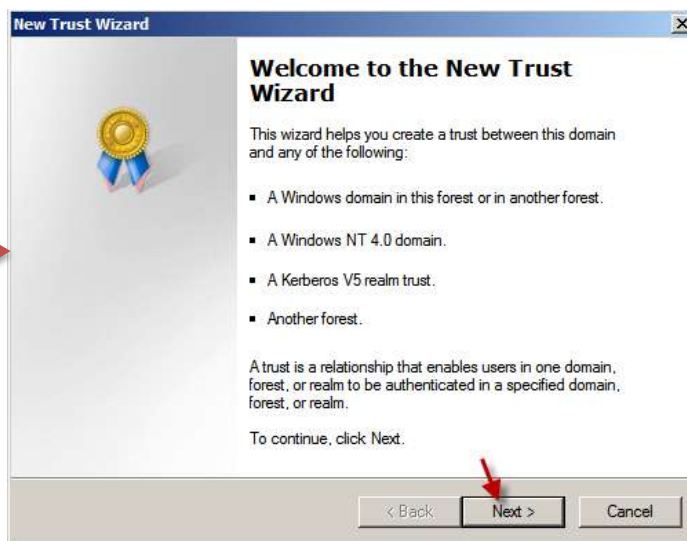 New Trust Wizard
Welcome to the New Trust
Wizard
This wizard helps you create a trust between this domain
and any of the following:
▪ A Windows domain in this forest or in another forest.
▪ A Windows NT 4.0 domain.
▪ A Kerberos V5 realm trust.
▪ Another forest.
A trust is a relationship that enables users in one domain,
forest, or realm to be authenticated in a specified domain,
forest, or realm.
To continue, click Next.
< Back Next > Cancel